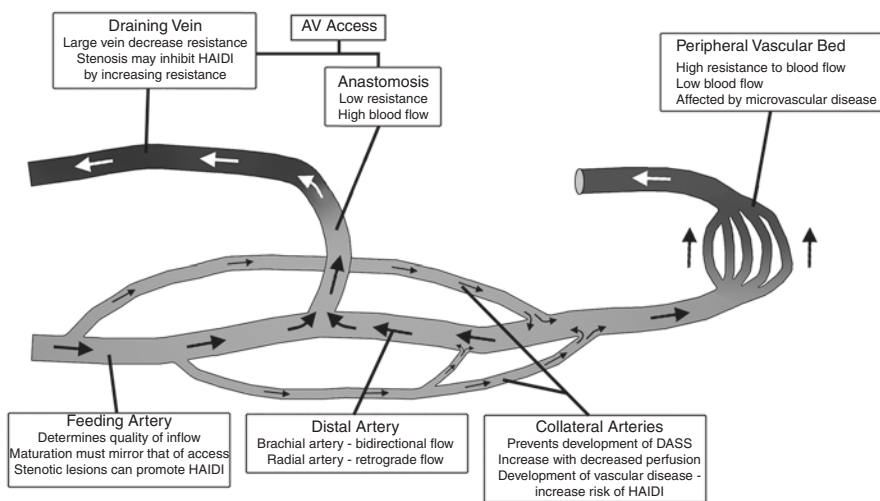 Draining Vein
Large vein decrease resistance
Stenosis may inhibit HAIDI
by increasing resistance
AV Access
Anastomosis
Low resistance
High blood flow
Peripheral Vascular Bed
High resistance to blood flow
Low blood flow
Affected by microvascular disease
Feeding Artery
Determines quality of inflow
Maturation must mirror that of access
Stenotic lesions can promote HAIDI
Distal Artery
Brachial artery - bidirectional flow
Radial artery - retrograde flow
Collateral Arteries
Prevents development of DASS
Increase with decreased perfusion
Development of vascular disease -
increase risk of HAIDI